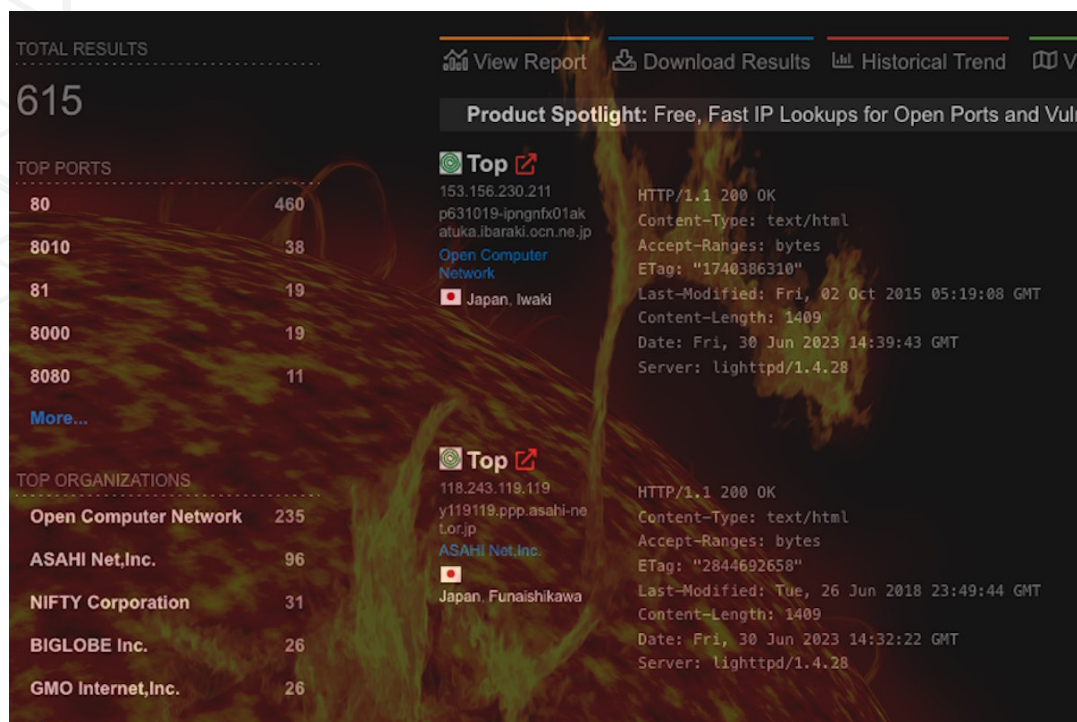 TOTAL RESULTS
615
TOP PORTS
80 460
8010 38
81 19
8000 19
8080 11
More...
TOP ORGANIZATIONS
Open Computer Network 235
ASAHI Net,Inc. 96
NIFTY Corporation 31
BIGLOBE Inc. 26
GMO Internet,Inc. 26
View Report Download Results Historical Trend V
Product Spotlight: Free, Fast IP Lookups for Open Ports and Vul
Top
153.156.230.211
p631019-ipngnfx01ak
atuka.ibaraki.ocn.ne.jp
Open Computer
Network
Japan, Iwaki
HTTP/1.1 200 OK
Content-Type: text/html
Accept-Ranges: bytes
ETag: "1740386310"
Last-Modified: Fri, 02 Oct 2015 05:19:08 GMT
Content-Length: 1409
Date: Fri, 30 Jun 2023 14:39:43 GMT
Server: lighttpd/1.4.28
Top
118.243.119.119
y119119.ppp.asahi-ne
t.or.jp
ASAHI Net,Inc.
Japan, Funaishikawa
HTTP/1.1 200 OK
Content-Type: text/html
Accept-Ranges: bytes
ETag: "2844692658"
Last-Modified: Tue, 26 Jun 2018 23:49:44 GMT
Content-Length: 1409
Date: Fri, 30 Jun 2023 14:32:22 GMT
Server: lighttpd/1.4.28